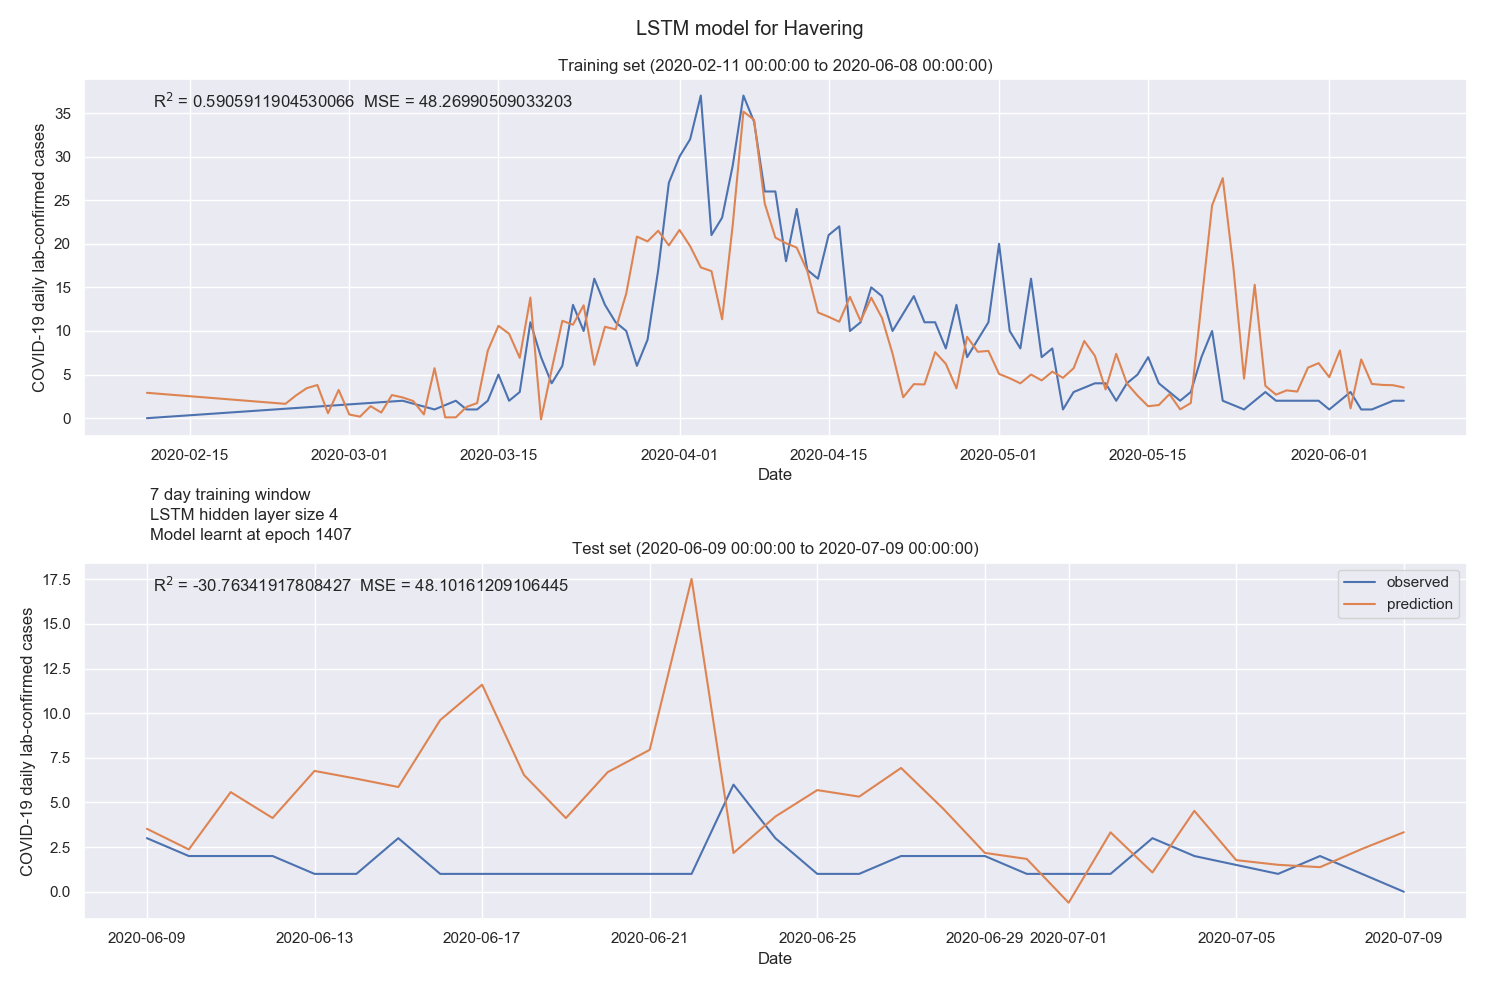 LSTM model for Havering
Training set (2020-02-11 00:00:00 to 2020-06-08 00:00:00)
R² = 0.5905911904530066 MSE = 48.26990509033203
COVID-19 daily lab-confirmed cases
35
30
25
20
15
10
5
0
2020-02-15 2020-03-01 2020-03-15 2020-04-01 2020-04-15 2020-05-01 2020-05-15 2020-06-01
Date
7 day training window
LSTM hidden layer size 4
Model learnt at epoch 1407
Test set (2020-06-09 00:00:00 to 2020-07-09 00:00:00)
R² = -30.76341917808427 MSE = 48.10161209106445
observed
prediction
COVID-19 daily lab-confirmed cases
17.5
15.0
12.5
10.0
7.5
5.0
2.5
0.0
2020-06-09 2020-06-13 2020-06-17 2020-06-21 2020-06-25 2020-06-29 2020-07-01 2020-07-05 2020-07-09
Date